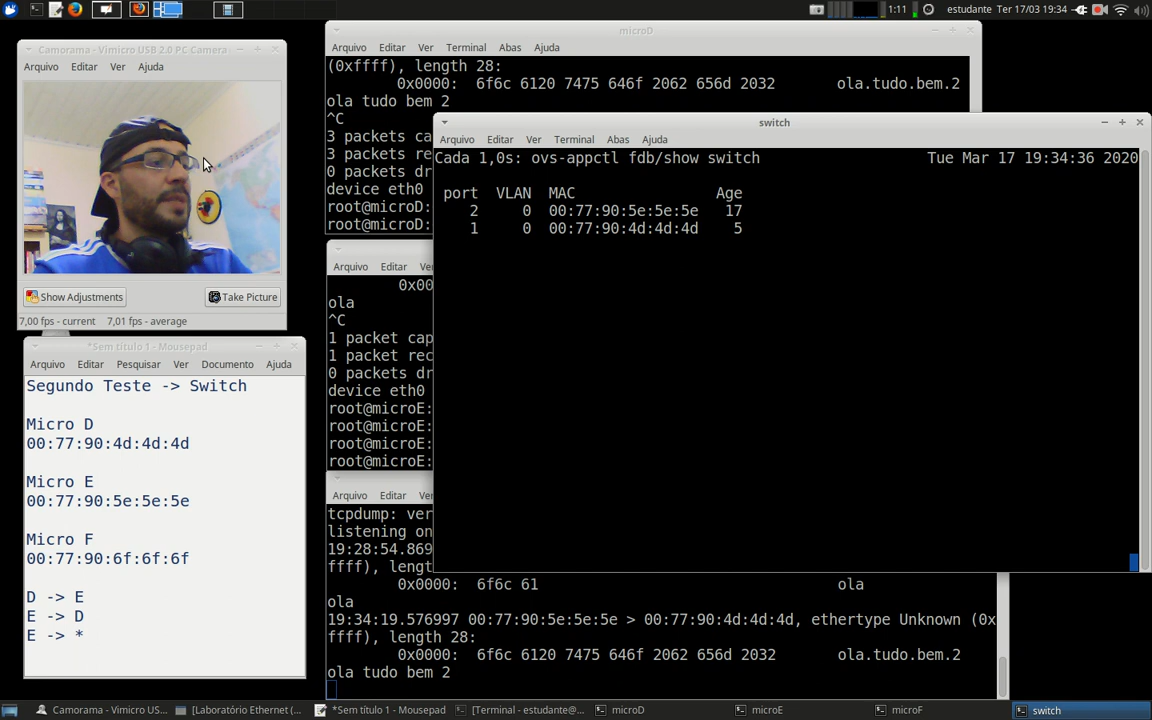 1:11
estudante
Ter 17/03 19:34
Camorama - Vimicro USB 2.0 PC Camera
Arquivo Editar Ver Ajuda
Show Adjustments
Take Picture
7,00 fps - current 7,01 fps - average
*Sem título 1 - Mousepad
Arquivo Editar Pesquisar Ver Documento Ajuda
Segundo Teste -> Switch
Micro D
00:77:90:4d:4d:4d
Micro E
00:77:90:5e:5e:5e
Micro F
00:77:90:6f:6f:6f
D -> E
E -> D
E -> *
microD
Arquivo Editar Ver Terminal Abas Ajuda
(0xffff), length 28:
0x0000: 6f6c 6120 7475 646f 2062 656d 2032 ola.tudo.bem.2
ola tudo bem 2
^C
3 packets ca
3 packets re
0 packets dr
device eth0
root@microD:
root@microD:
switch
Arquivo Editar Ver Terminal Abas Ajuda
Cada 1,0s: ovs-appctl fdb/show switch Tue Mar 17 19:34:36 2020
port VLAN MAC Age
2 0 00:77:90:5e:5e:5e 17
1 0 00:77:90:4d:4d:4d 5
Arquivo Editar Ve
0x00
ola
^C
1 packet cap
1 packet rec
0 packets dr
device eth0
root@microE:
root@microE:
root@microE:
root@microE:
Arquivo Editar Ve
tcpdump: ver
listening on
19:28:54.869
ffff), lengt
0x0000: 6f6c 61 ola
ola
19:34:19.576997 00:77:90:5e:5e:5e > 00:77:90:4d:4d:4d, ethertype Unknown (0x
ffff), length 28:
0x0000: 6f6c 6120 7475 646f 2062 656d 2032 ola.tudo.bem.2
ola tudo bem 2
Camorama - Vimicro US...
[Laboratório Ethernet (...
*Sem título 1 - Mousepad
[Terminal - estudante@...
microD
microE
microF
switch